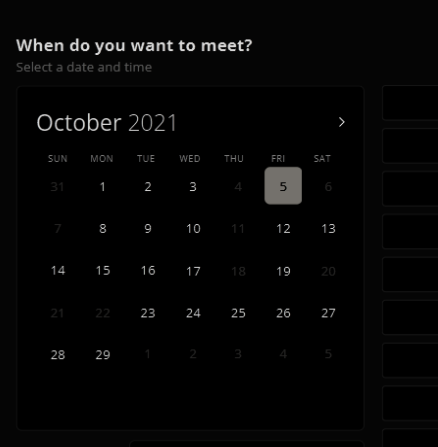 When do you want to meet?
Select a date and time
October 2021
SUN MON TUE WED THU FRI SAT
31 1 2 3 4 5 6
7 8 9 10 11 12 13
14 15 16 17 18 19 20
21 22 23 24 25 26 27
28 29 1 2 3 4 5